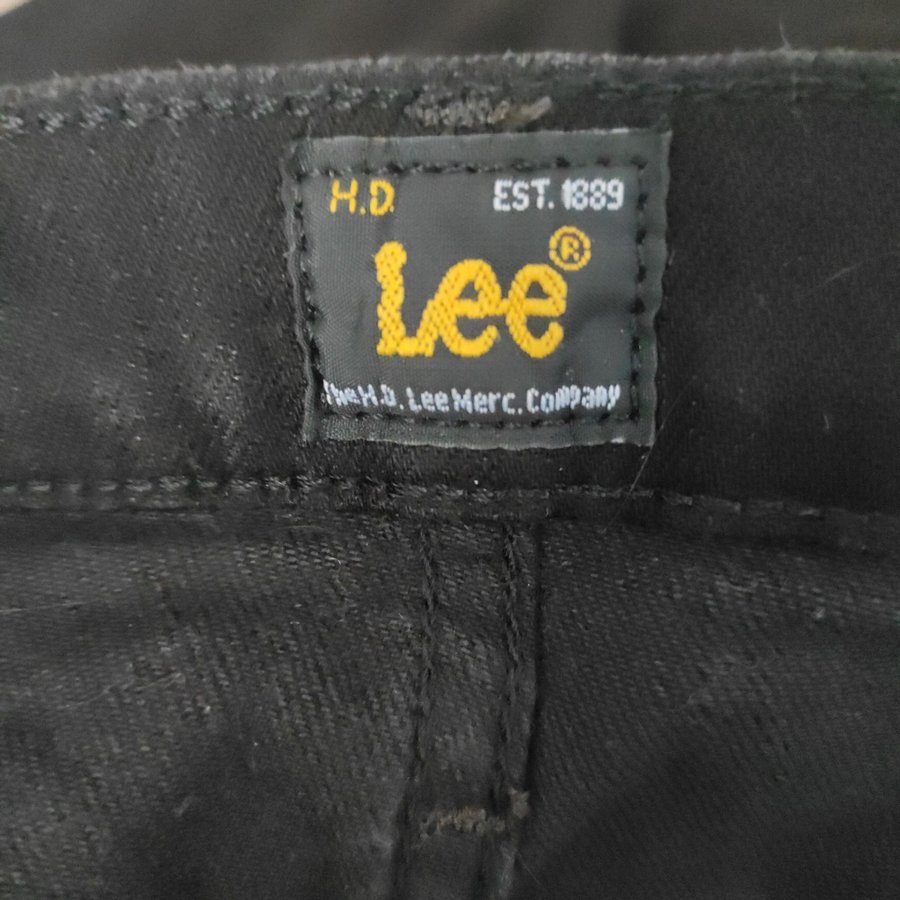 H.D. EST. 1889
Lee®
The H.D. Lee Merc. Company